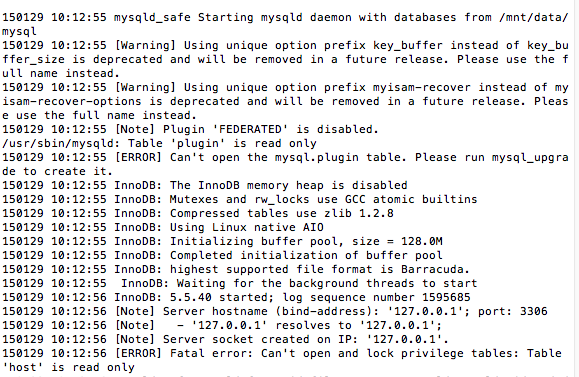 150129 10:12:55 mysqld_safe Starting mysqld daemon with databases from /mnt/data/
mysql
150129 10:12:55 [Warning] Using unique option prefix key_buffer instead of key_bu
ffer_size is deprecated and will be removed in a future release. Please use the f
ull name instead.
150129 10:12:55 [Warning] Using unique option prefix myisam-recover instead of my
isam-recover-options is deprecated and will be removed in a future release. Pleas
e use the full name instead.
150129 10:12:55 [Note] Plugin 'FEDERATED' is disabled.
/usr/sbin/mysqld: Table 'plugin' is read only
150129 10:12:55 [ERROR] Can't open the mysql.plugin table. Please run mysql_upgra
de to create it.
150129 10:12:55 InnoDB: The InnoDB memory heap is disabled
150129 10:12:55 InnoDB: Mutexes and rw_locks use GCC atomic builtins
150129 10:12:55 InnoDB: Compressed tables use zlib 1.2.8
150129 10:12:55 InnoDB: Using Linux native AIO
150129 10:12:55 InnoDB: Initializing buffer pool, size = 128.0M
150129 10:12:55 InnoDB: Completed initialization of buffer pool
150129 10:12:55 InnoDB: highest supported file format is Barracuda.
150129 10:12:55  InnoDB: Waiting for the background threads to start
150129 10:12:56 InnoDB: 5.5.40 started; log sequence number 1595685
150129 10:12:56 [Note] Server hostname (bind-address): '127.0.0.1'; port: 3306
150129 10:12:56 [Note]   - '127.0.0.1' resolves to '127.0.0.1';
150129 10:12:56 [Note] Server socket created on IP: '127.0.0.1'.
150129 10:12:56 [ERROR] Fatal error: Can't open and lock privilege tables: Table
'host' is read only